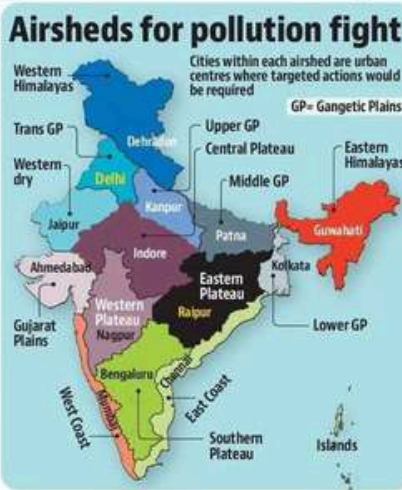 Airsheds for pollution fight
Cities within each airshed are urban
centres where targeted actions would
be required
GP= Gangetic Plains
Western
Himalayas
Trans GP
Upper GP
Central Plateau
Eastern
Himalayas
Western
dry
Middle GP
Dehradun
Delhi
Kanpur
Jaipur
Patna
Guwahati
Indore
Ahmedabad
Kolkata
Eastern
Plateau
Western
Plateau
Nagpur
Raipur
Gujarat
Plains
Lower GP
Bengaluru
Chennai
Mumbai
West Coast
East Coast
Southern
Plateau
Islands